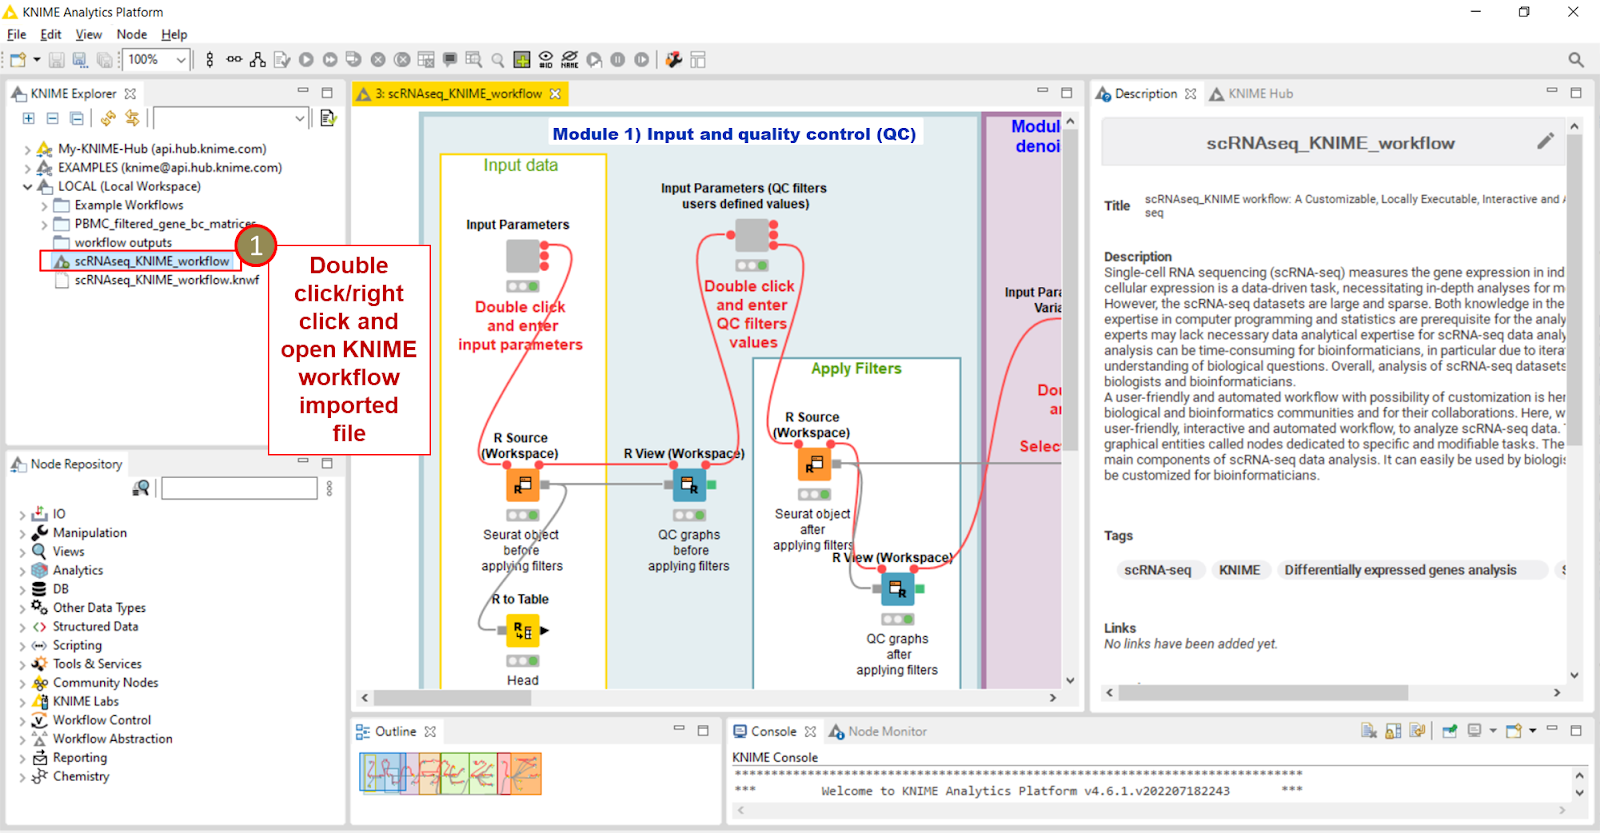 KNIME Analytics Platform
File Edit View Node Help
100%
KNIME Explorer
My-KNIME-Hub (api.hub.knime.com)
EXAMPLES (knime@api.hub.knime.com)
LOCAL (Local Workspace)
Example Workflows
PBMC_filtered_gene_bc_matrices
workflow outputs
scRNAseq_KNIME_workflow
scRNAseq_KNIME_workflow.knwf
1
Double
click/right
click and
open KNIME
workflow
imported
file
Node Repository
IO
Manipulation
Views
Analytics
DB
Other Data Types
Structured Data
Scripting
Tools & Services
Community Nodes
KNIME Labs
Workflow Control
Workflow Abstraction
Reporting
Chemistry
3: scRNAseq_KNIME_workflow
Module 1) Input and quality control (QC)
Input data
Input Parameters
Double click
and enter
input parameters
R Source
(Workspace)
Seurat object
before
applying filters
R to Table
Head
Input Parameters (QC filters
users defined values)
Double click
and enter
QC filters
values
R View (Workspace)
QC graphs
before
applying filters
Apply Filters
R Source
(Workspace)
Seurat object
after
applying filters
R View (Workspace)
QC graphs
after
applying filters
Modul
denoi
Input Para
Varia
Dou
a
Selec
Outline
Description
KNIME Hub
scRNAseq_KNIME_workflow
Title
scRNAseq_KNIME workflow: A Customizable, Locally Executable, Interactive and A
seq
Description
Single-cell RNA sequencing (scRNA-seq) measures the gene expression in ind
cellular expression is a data-driven task, necessitating in-depth analyses for m
However, the scRNA-seq datasets are large and sparse. Both knowledge in the
expertise in computer programming and statistics are prerequisite for the analy
experts may lack necessary data analytical expertise for scRNA-seq data analy
analysis can be time-consuming for bioinformaticians, in particular due to itera
understanding of biological questions. Overall, analysis of scRNA-seq datasets
biologists and bioinformaticians.
A user-friendly and automated workflow with possibility of customization is her
biological and bioinformatics communities and for their collaborations. Here, w
user-friendly, interactive and automated workflow, to analyze scRNA-seq data. T
graphical entities called nodes dedicated to specific and modifiable tasks. The
main components of scRNA-seq data analysis. It can easily be used by biologis
be customized for bioinformaticians.
Tags
scRNA-seq KNIME Differentially expressed genes analysis
Links
No links have been added yet.
Console
Node Monitor
KNIME Console
*** Welcome to KNIME Analytics Platform v4.6.1.v202207182243 ***